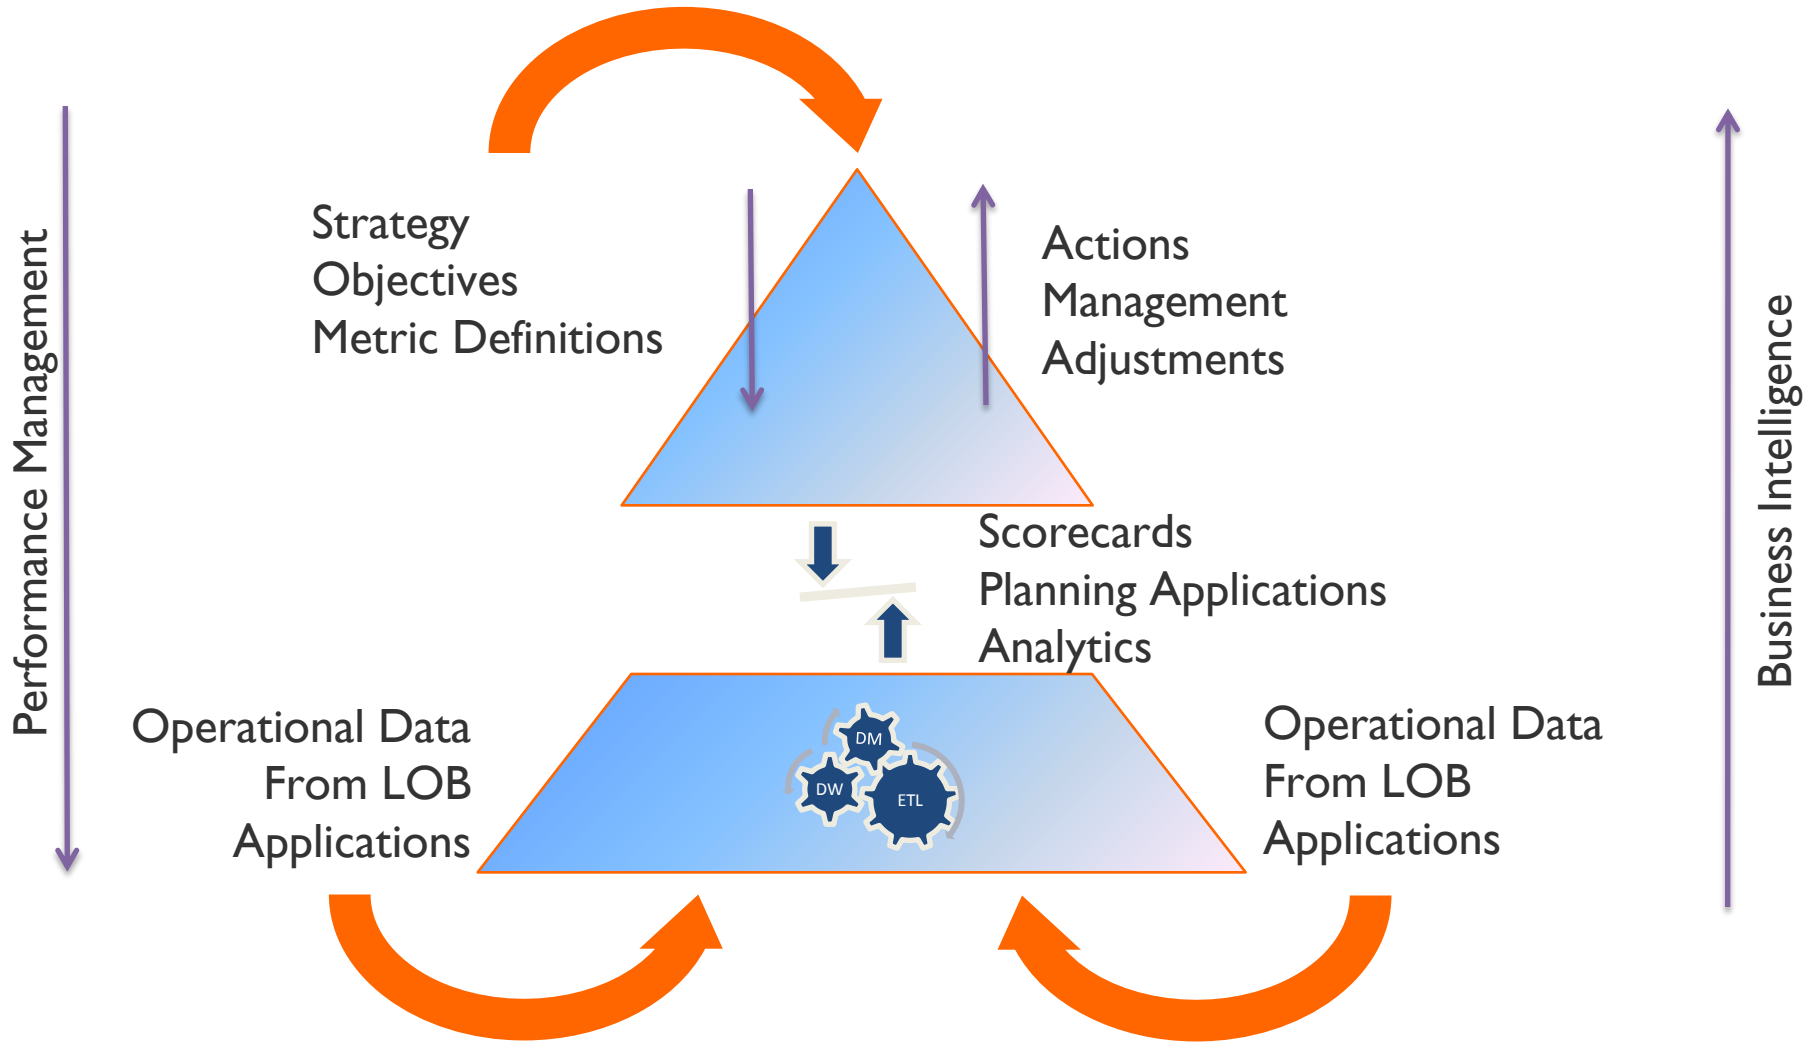 Performance Management
Strategy
Objectives
Metric Definitions
Actions
Management
Adjustments
Business Intelligence
Scorecards
Planning Applications
Analytics
Operational Data
From LOB
Applications
DM
DW
ETL
Operational Data
From LOB
Applications